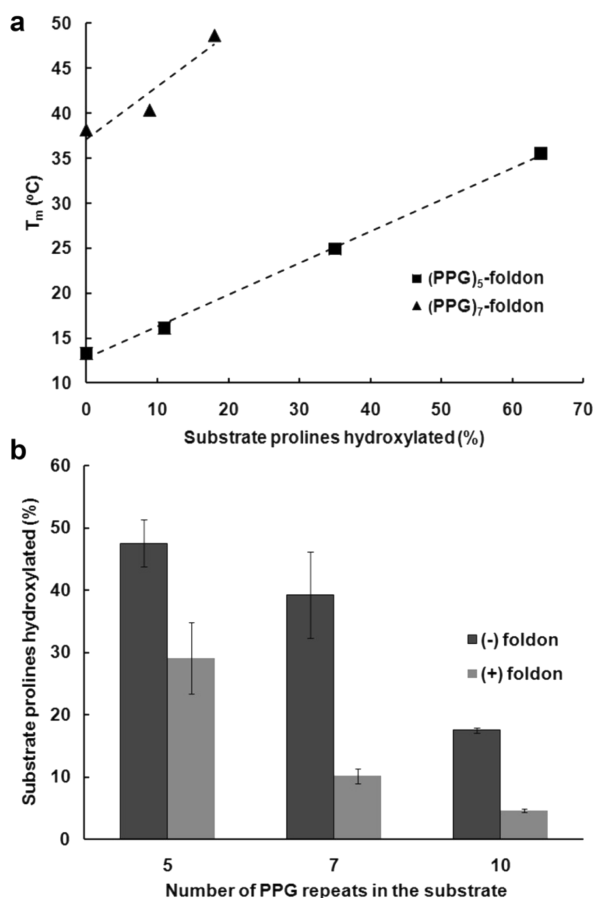 a
50
45
40
35
30
25
20
15
10
Tm (°C)
(PPG)5-foldon
(PPG)7-foldon
0 10 20 30 40 50 60 70
Substrate prolines hydroxylated (%)
b
60
50
40
30
20
10
0
Substrate prolines hydroxylated (%)
(-) foldon
(+) foldon
5 7 10
Number of PPG repeats in the substrate